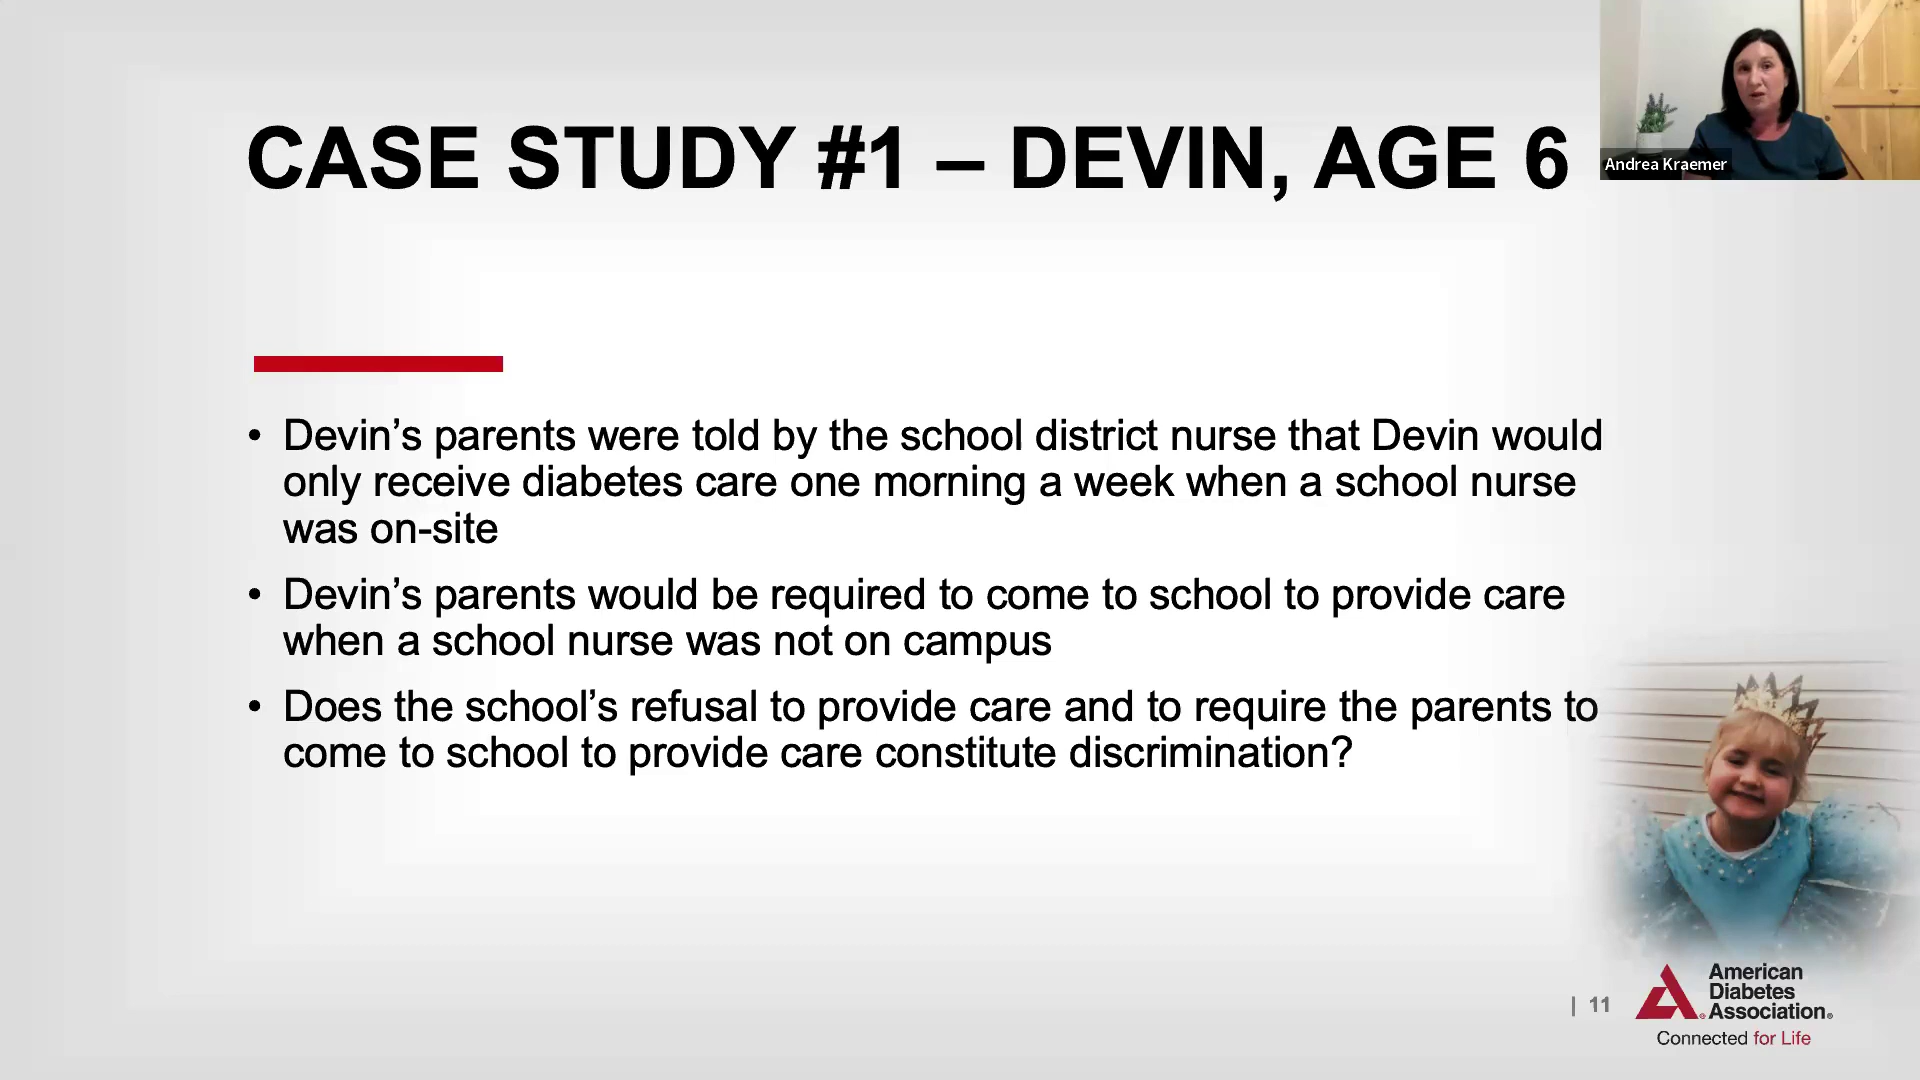 CASE STUDY #1 – DEVIN, AGE 6
Andrea Kraemer
• Devin’s parents were told by the school district nurse that Devin would
only receive diabetes care one morning a week when a school nurse
was on-site
• Devin’s parents would be required to come to school to provide care
when a school nurse was not on campus
• Does the school’s refusal to provide care and to require the parents to
come to school to provide care constitute discrimination?
| 11
American
Diabetes
Association®
Connected for Life